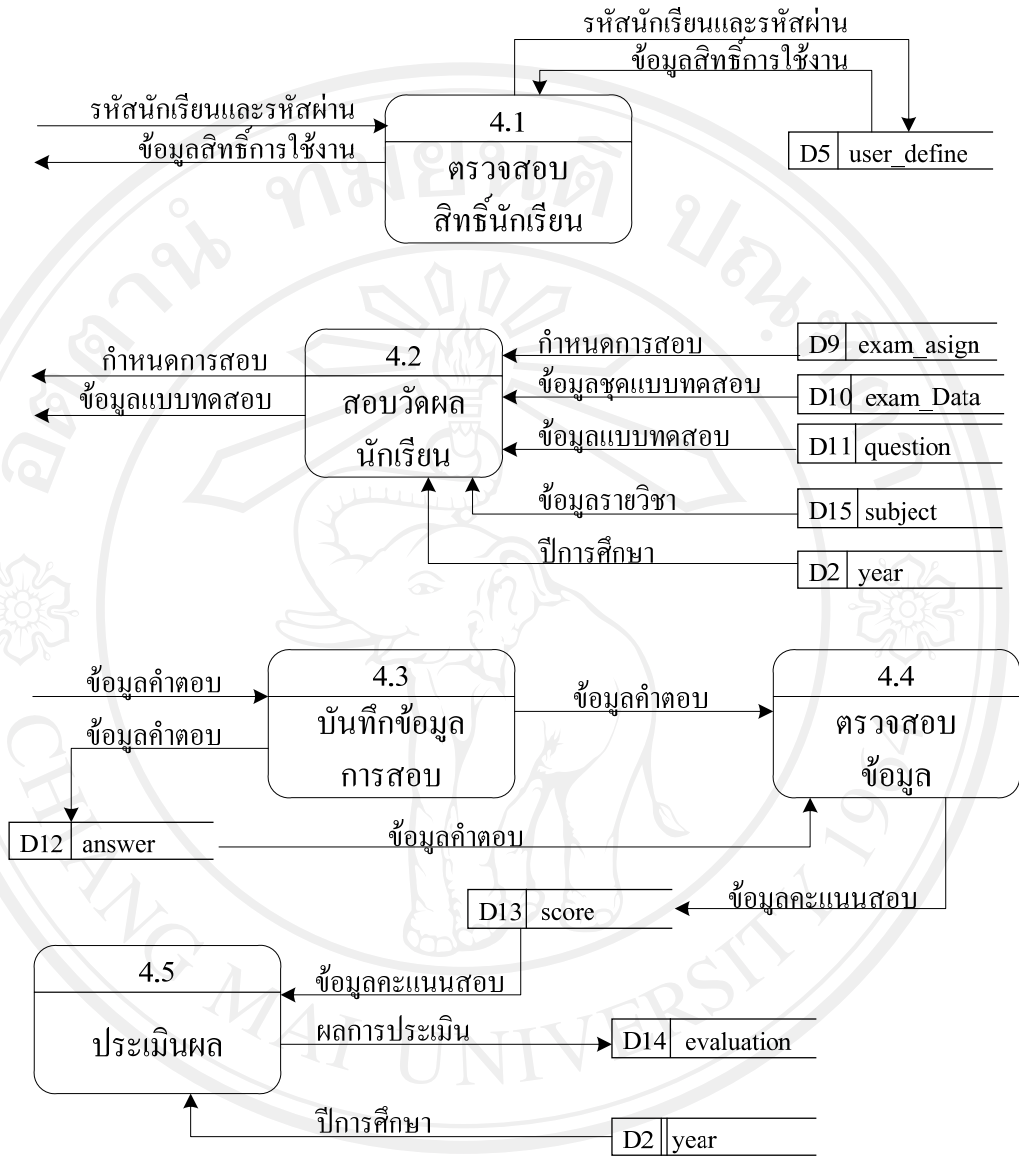 รหัสนักเรียนและรหัสผ่าน
ข้อมูลสิทธิ์การใช้งาน
รหัสนักเรียนและรหัสผ่าน
ข้อมูลสิทธิ์การใช้งาน
4.1
ตรวจสอบ
สิทธิ์นักเรียน
D5 user_define
กำหนดการสอบ
ข้อมูลแบบทดสอบ
4.2
สอบวัดผล
นักเรียน
กำหนดการสอบ
D9 exam_asign
ข้อมูลชุดแบบทดสอบ
D10 exam_Data
ข้อมูลแบบทดสอบ
D11 question
ข้อมูลรายวิชา
D15 subject
ปีการศึกษา
D2 year
ข้อมูลคำตอบ
ข้อมูลคำตอบ
4.3
บันทึกข้อมูล
การสอบ
ข้อมูลคำตอบ
4.4
ตรวจสอบ
ข้อมูล
D12 answer
ข้อมูลคำตอบ
D13 score
ข้อมูลคะแนนสอบ
4.5
ประเมินผล
ข้อมูลคะแนนสอบ
ผลการประเมิน
D14 evaluation
ปีการศึกษา
D2 year
CHIANG MAI UNIVERSITY 1964